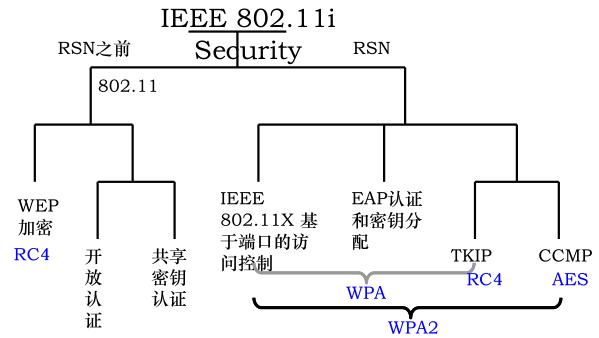 IEEE 802.11i
Security
RSN之前
RSN
802.11
WEP
加密
RC4
开
放
认
证
共享
密钥
认证
IEEE
802.11X 基
于端口的访
问控制
EAP认证
和密钥分
配
TKIP
RC4
CCMP
AES
WPA
WPA2